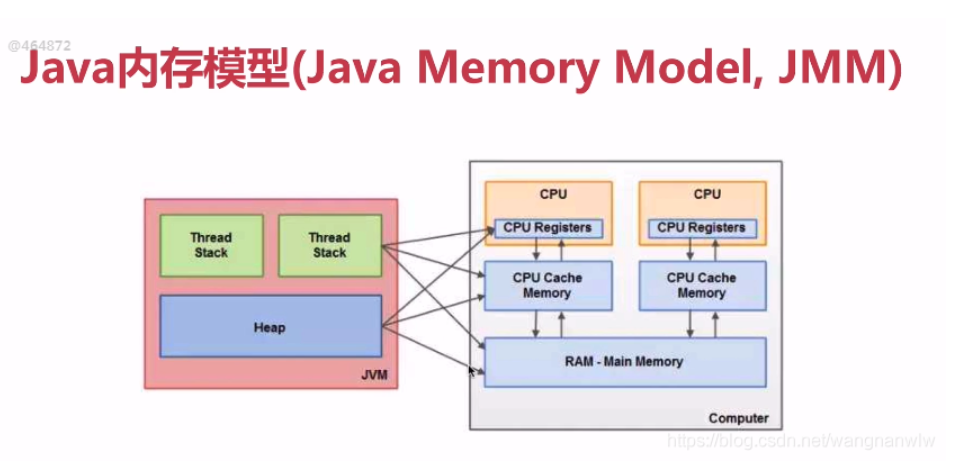 @464872
Java内存模型(Java Memory Model, JMM)
CPU
CPU
CPU Registers
CPU Registers
Thread
Stack
Thread
Stack
CPU Cache
Memory
CPU Cache
Memory
Heap
RAM - Main Memory
JVM
Computer
https://blog.csdn.net/wangnanwlw